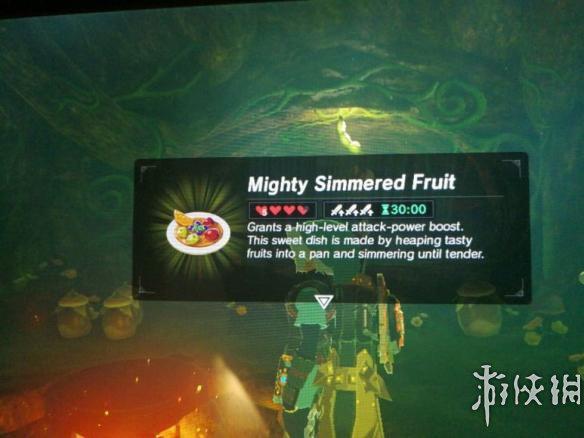 Mighty Simmered Fruit
5
30:00
Grants a high-level attack-power boost.
This sweet dish is made by heaping tasty
fruits into a pan and simmering until tender.
游侠网